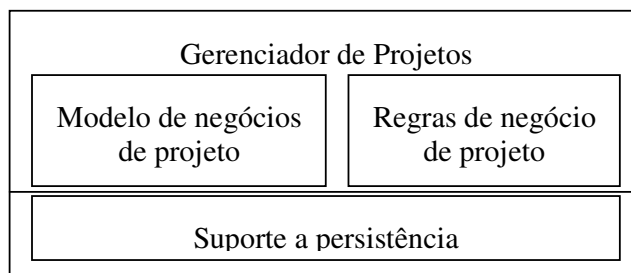 Gerenciador de Projetos
Modelo de negócios
de projeto
Regras de negócio
de projeto
Suporte a persistência